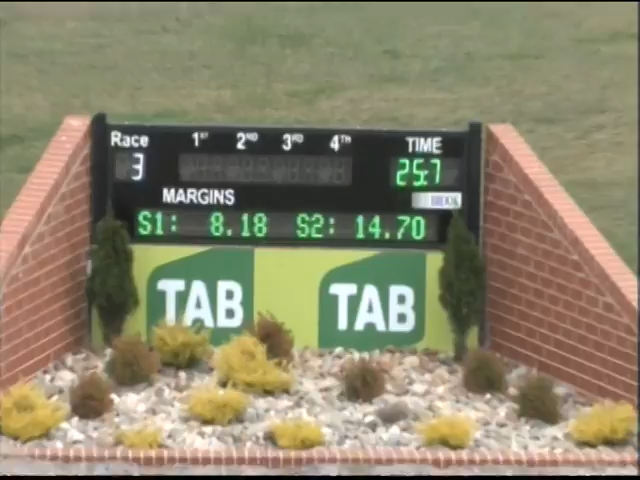 Race 1ST 2ND 3RD 4TH TIME
3 25:7
MARGINS
S1: 8.18 S2: 14.70
TAB TAB